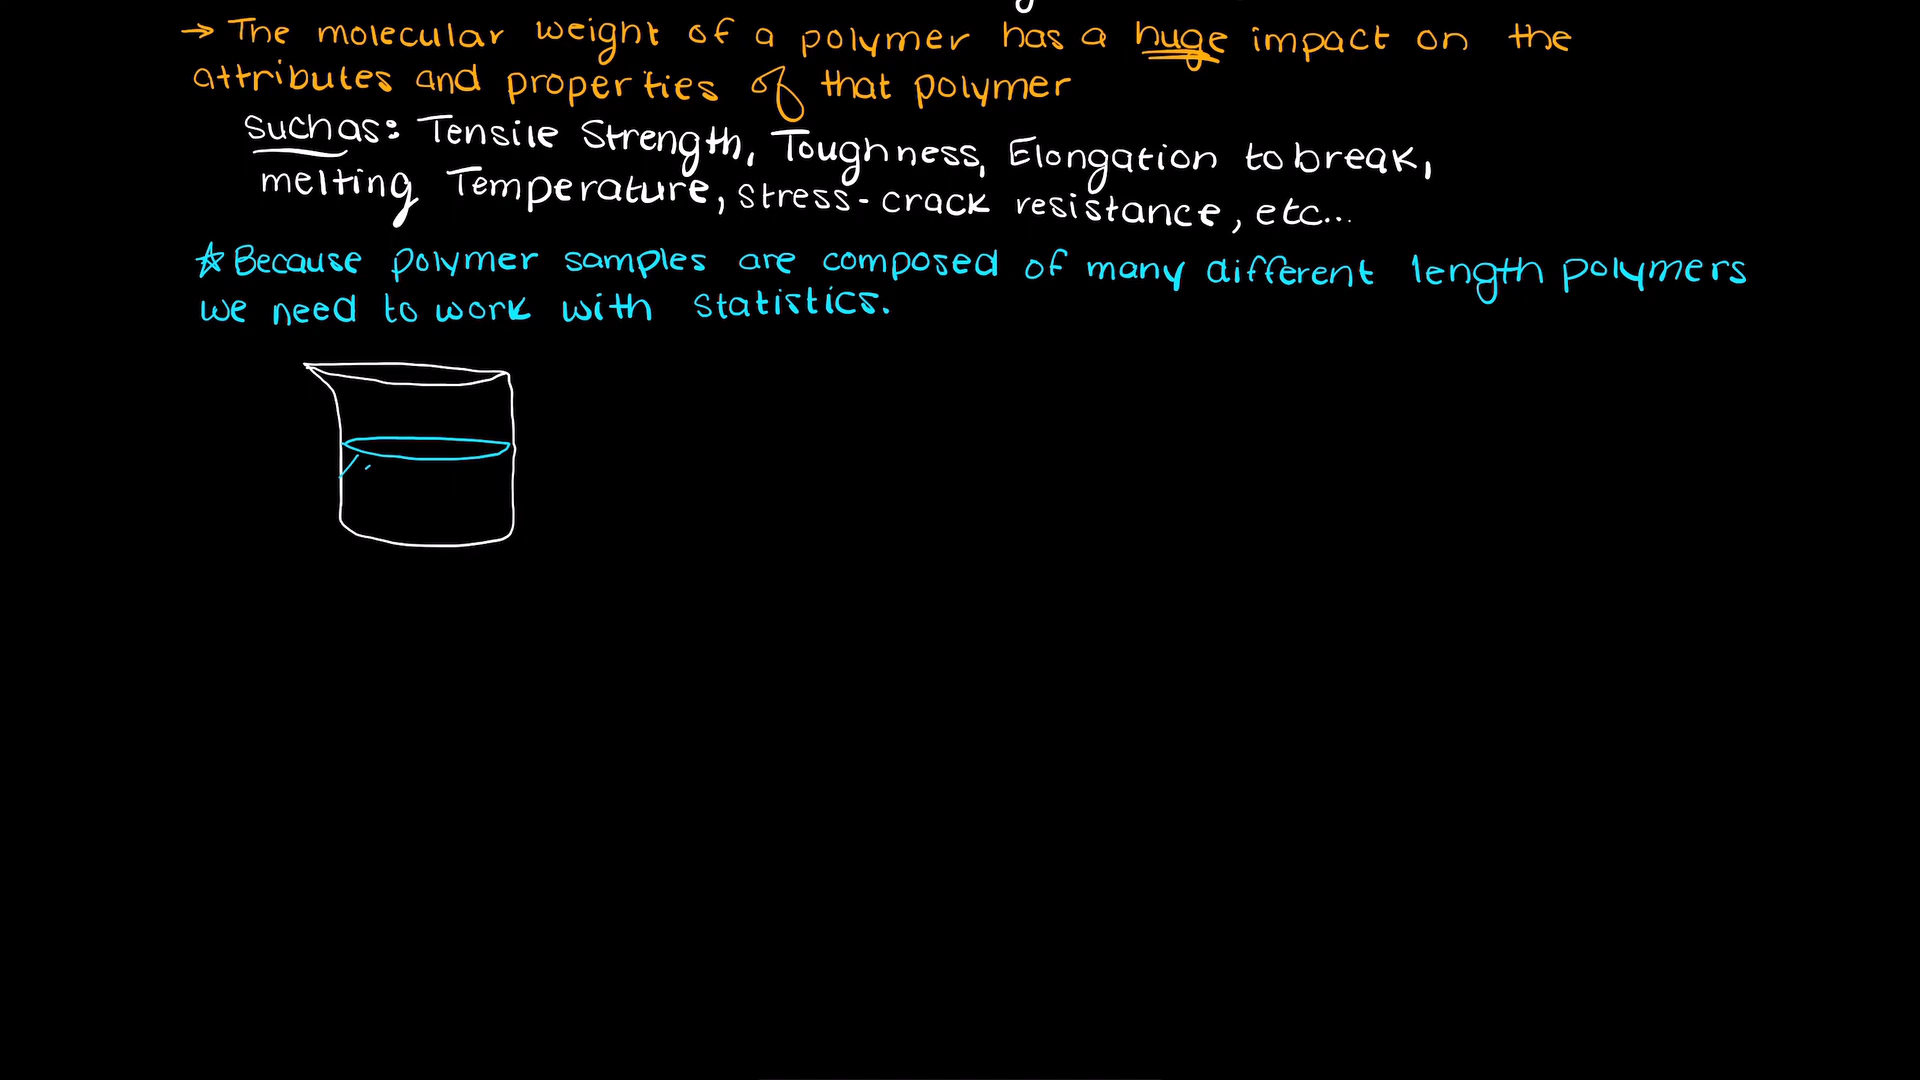 → The molecular weight of a polymer has a huge impact on the
attributes and properties of that polymer
such as: Tensile Strength, Toughness, Elongation to break,
melting Temperature, stress-crack resistance, etc...
☆ Because polymer samples are composed of many different length polymers
we need to work with statistics.